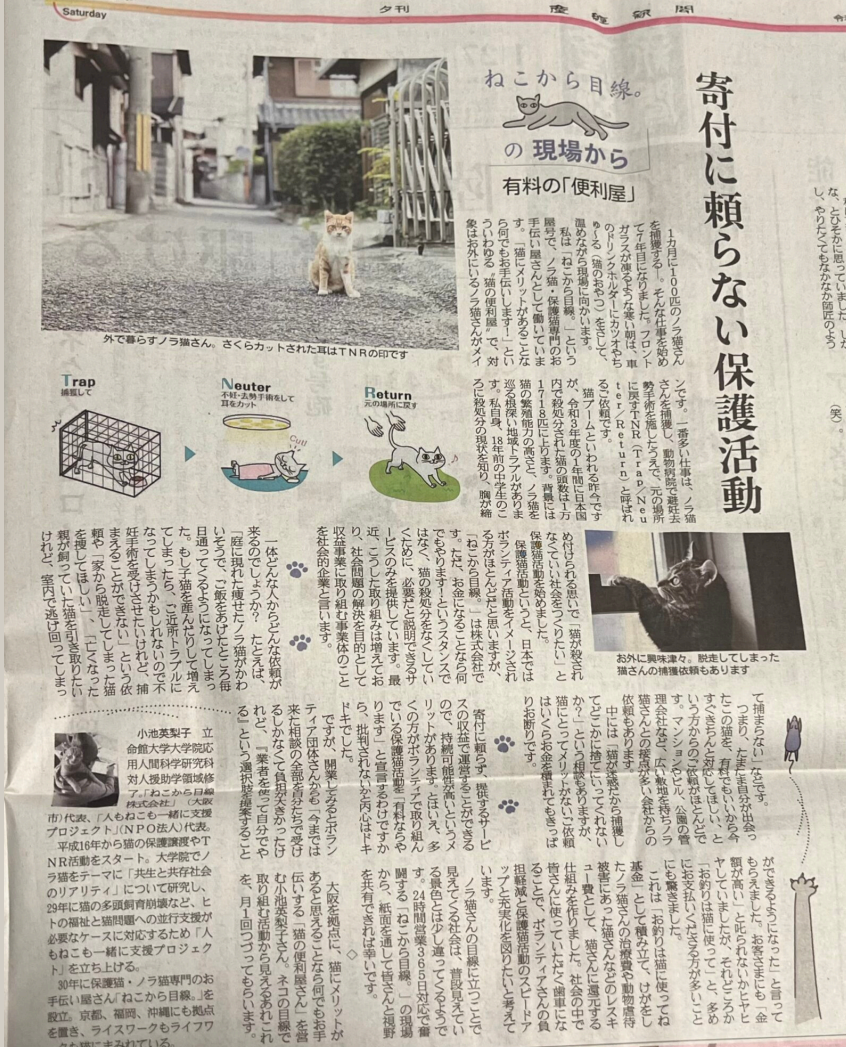 Saturday
夕刊
産經新聞
寄付に頼らない保護活動
ねこから目線。
の 現場から
有料の「便利屋」
1カ月に100匹のノラ猫さん
を捕獲する―。そんな仕事を始め
て7年目になりました。フロント
ガラスが凍るような寒い朝は、車
のドリンクホルダーにカツオやち
ゅ〜る（猫のおやつ）をさして、
温めながら現場に向かいます。
私は「ねこから目線。」という
屋号で、ノラ猫・保護猫専門のお
手伝い屋さんとして働いていま
す。「猫にメリットがあることな
ら何でもお手伝いします！」とい
ういわゆる〝猫の便利屋〟で、対
象はお外にいるノラ猫さんがメイ
ンです。一番多い仕事は、ノラ猫
さんを捕獲し、動物病院で避妊去
勢手術を施したうえで、元の場所
に戻すTNR（Trap／Neu
ter／Return）と呼ばれ
るご依頼です。
猫ブームといわれる昨今です
が、令和3年度の1年間に日本国
内で殺処分された猫の頭数は1万
1718匹に上ります。背景には
猫の繁殖能力の高さと、ノラ猫を
巡る根深い地域トラブルがありま
す。私自身、18年前の中学生のこ
ろに殺処分の現状を知り、胸が締
外で暮らすノラ猫さん。さくらカットされた耳はTNRの印です
Trap
捕獲して
Neuter
不妊・去勢手術をして
耳をカット
Cut!
Return
元の場所に戻す
め付けられる思いで「猫が殺され
なくていい社会をつくりたい」と
保護猫活動を始めました。
保護猫活動というと、日本では
ボランティア活動をイメージされ
る方がほとんどだと思いますが、
「ねこから目線。」は株式会社で
す。ただ、お金になることなら何
でもやります！というスタンスで
はなく、猫の殺処分をなくしてい
くために、必要だと説明できるサ
ービスのみを提供しています。最
近、こうした取り組みは増えてお
り、社会問題の解決を目的として
収益事業に取り組む事業体のこと
を社会的企業と言います。
一体どんな人からどんな依頼が
来るのでしょうか？　たとえば、
「庭に現れた痩せたノラ猫がかわ
いそうで、ご飯をあげたところ毎
日通ってくるようになってしまっ
た。もし子猫を産んだりして増え
てしまったら、ご近所トラブルに
なってしまうかもしれないので不
妊手術を受けさせたいけれど、捕
まえることができない」という依
頼や「家から脱走してしまった猫
を捜してほしい」、「亡くなった
親が飼っていた猫を引き取りたい
けれど、室内で逃げ回ってしまっ
お外に興味津々。脱走してしまった
猫さんの捕獲依頼もあります
て捕まらない」などです。
つまり、たまたま自分が出会っ
たこの猫を、有料でもいいから今
すぐきちんと対応してほしい、と
いう方からのご依頼がほとんどで
す。マンションやビル、公園の管
理会社など、広い敷地を持ちノラ
猫さんとの接点が多い会社からの
依頼もあります。
中には「猫が迷惑だから捕獲し
てどこかに捨てにいってくれない
か？」という相談もありますが、
猫にとってメリットがないご依頼
はいくらお金を積まれてもきっぱ
りお断りです。
寄付に頼らず、提供するサービ
スの収益で運営することができる
ので、持続可能性が高いというメ
リットがあります。とはいえ、多
くの方がボランティアで取り組ん
でいる保護猫活動を「有料ならや
ります」と宣言するわけですか
ら、批判されないかと内心はドキ
ドキでした。
ですが、開業してみるとボラン
ティア団体さんからも「今までは
来た相談の全部を自分たちで受け
るしかなくて負担が大きかったけ
れど、『業者を使って自分でや
る』という選択肢を提案すること
ができるようになった」と言って
もらえました。お客さまにも「金
額が高い」と叱られないかヒヤヒ
ヤしていましたが、それどころか
「お釣りは猫に使って」と、多め
にお支払いくださる方が多いこと
にも驚きました。
これは「お釣りは猫に使ってね
基金」として積み立て、けがをし
たノラ猫さんの治療費や動物虐待
被害にあった猫さんなどのレスキ
ュー費として、猫さんに還元する
仕組みを作りました。社会の中で
皆さんに使っていただく歯車にな
ることで、ボランティアさんの負
担軽減と保護猫活動のスピードア
ップと充実化を図りたいと考えて
います。
ノラ猫さんの目線に立つことで
見えてくる社会は、普段見えてい
る景色とは少し違ってくるようで
す。24時間営業365日対応で奮
闘する「ねこから目線。」の現場
から、紙面を通して皆さんと視野
を共有できれば幸いです。
◇
大阪を拠点に、猫にメリットが
あると思えることなら何でもお手
伝いする「猫の便利屋さん」を営
む小池英梨子さん。ネコの目線で
取り組む活動から見えるあれこれ
を、月1回つづってもらいます。
小池英梨子　立
命館大学大学院応
用人間科学研究科
対人援助学領域修
了。「ねこから目線。
株式会社」（大阪
市）代表、「人もねこも一緒に支援
プロジェクト」（NPO法人）代表。
平成16年から猫の保護譲渡やT
NR活動をスタート。大学院でノ
ラ猫をテーマに「共生と共存社会
のリアリティ」について研究し、
29年に猫の多頭飼育崩壊など、ヒ
トの福祉と猫問題への並行支援が
必要なケースに対応するため「人
もねこも一緒に支援プロジェク
ト」を立ち上げる。
30年に保護猫・ノラ猫専門のお
手伝い屋さん「ねこから目線。」を
設立。京都、福岡、沖縄にも拠点
を置き、ライスワークもライフワ
ークも猫にまみれている。